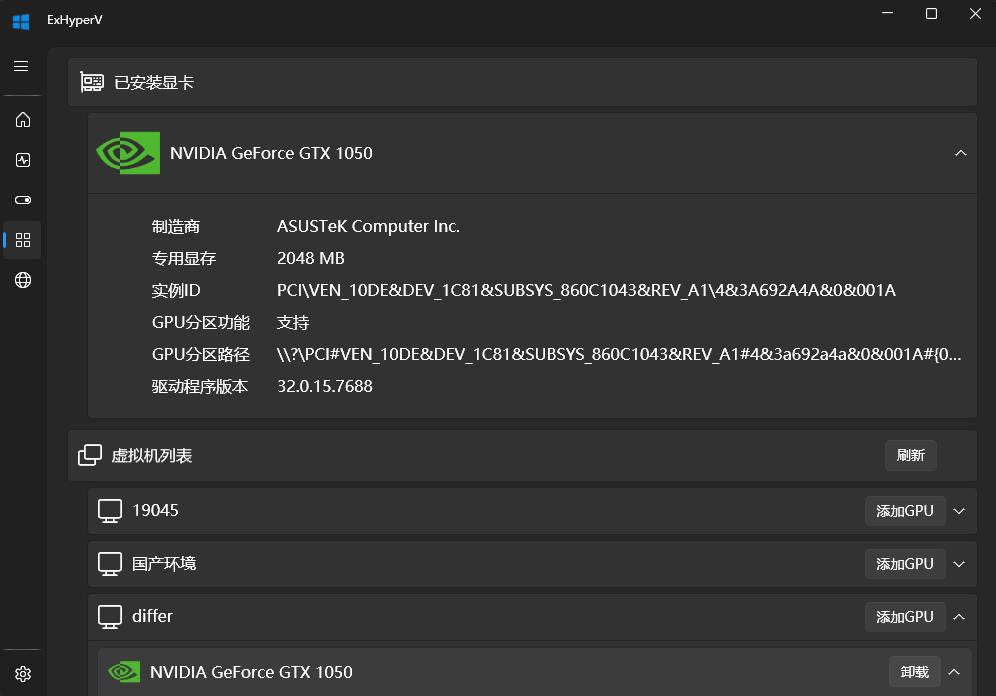 ExHyperV
已安装显卡
NVIDIA GeForce GTX 1050
制造商 ASUSTeK Computer Inc.
专用显存 2048 MB
实例ID PCI\VEN_10DE&DEV_1C81&SUBSYS_860C1043&REV_A1\4&3A692A4A&0&001A
GPU分区功能 支持
GPU分区路径 \\?\PCI#VEN_10DE&DEV_1C81&SUBSYS_860C1043&REV_A1#4&3a692a4a&0&001A#{0...
驱动程序版本 32.0.15.7688
虚拟机列表 刷新
19045 添加GPU
国产环境 添加GPU
differ 添加GPU
NVIDIA GeForce GTX 1050 卸载